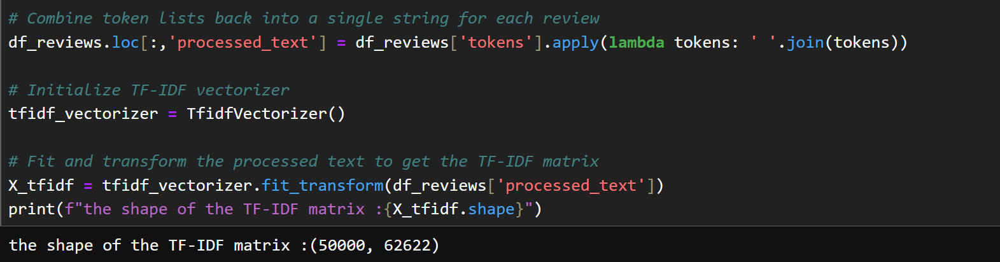 # Combine token lists back into a single string for each review
df_reviews.loc[:,'processed_text'] = df_reviews['tokens'].apply(lambda tokens: ' '.join(tokens))
# Initialize TF-IDF vectorizer
tfidf_vectorizer = TfidfVectorizer()
# Fit and transform the processed text to get the TF-IDF matrix
X_tfidf = tfidf_vectorizer.fit_transform(df_reviews['processed_text'])
print(f"the shape of the TF-IDF matrix :{X_tfidf.shape}")
the shape of the TF-IDF matrix :(50000, 62622)